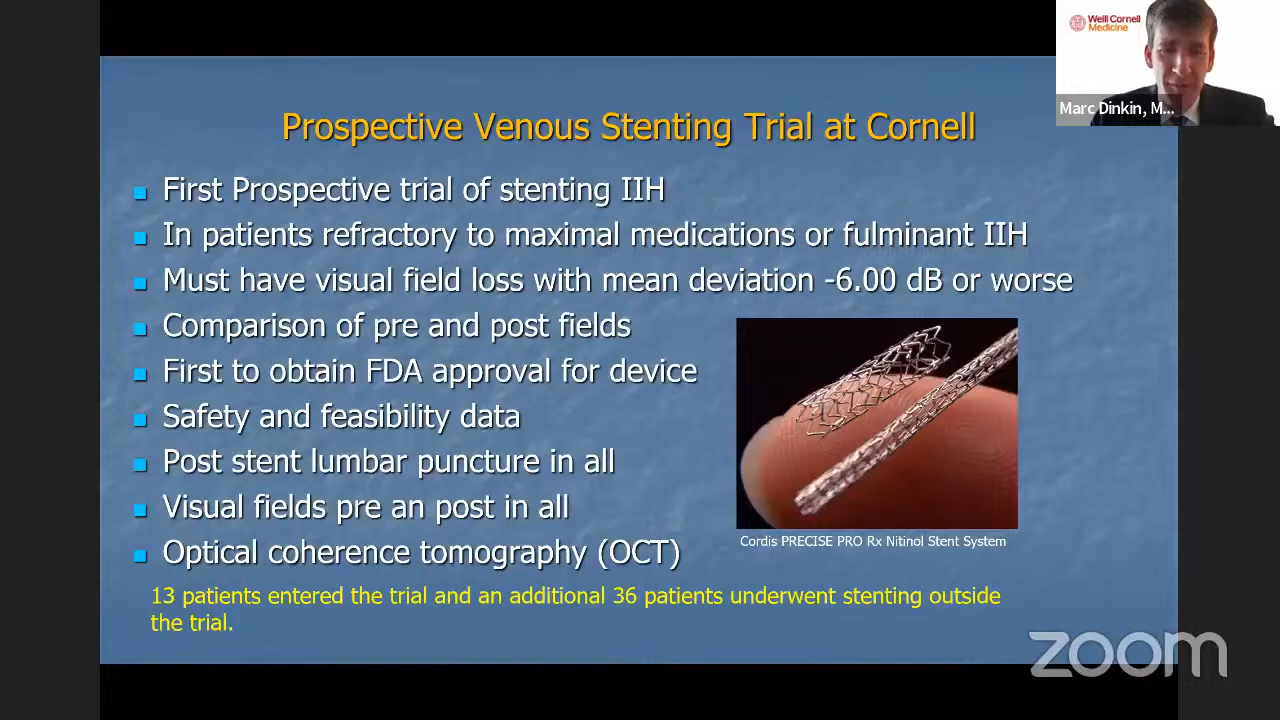 Weill Cornell
Medicine
Marc Dinkin, M...
Prospective Venous Stenting Trial at Cornell
First Prospective trial of stenting IIH
In patients refractory to maximal medications or fulminant IIH
Must have visual field loss with mean deviation -6.00 dB or worse
Comparison of pre and post fields
First to obtain FDA approval for device
Safety and feasibility data
Post stent lumbar puncture in all
Visual fields pre an post in all
Optical coherence tomography (OCT)
Cordis PRECISE PRO Rx Nitinol Stent System
13 patients entered the trial and an additional 36 patients underwent stenting outside
the trial.
zoom